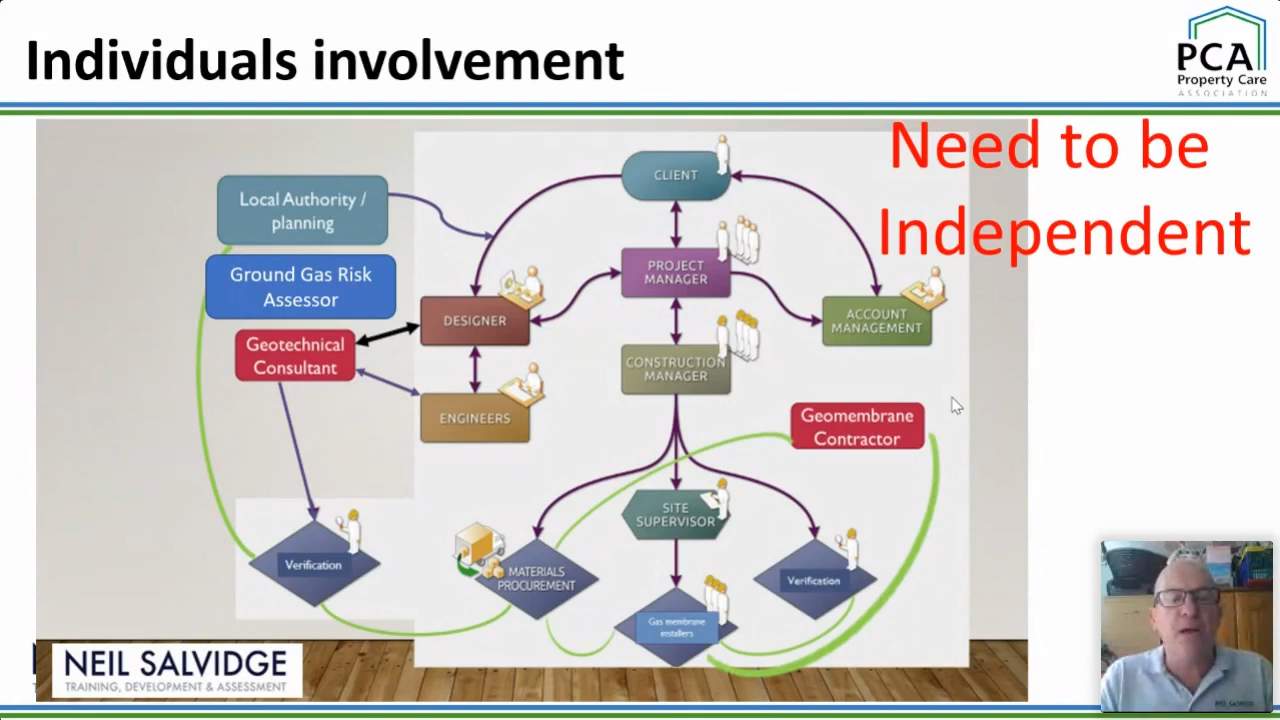 Individuals involvement
PCA
Property Care
ASSOCIATION
Need to be
Independent
CLIENT
Local Authority /
planning
Ground Gas Risk
Assessor
PROJECT
MANAGER
DESIGNER
ACCOUNT
MANAGEMENT
Geotechnical
Consultant
CONSTRUCTION
MANAGER
ENGINEERS
Geomembrane
Contractor
SITE
SUPERVISOR
Verification
MATERIALS
PROCUREMENT
Verification
Gas membrane
installers
NEIL SALVIDGE
TRAINING, DEVELOPMENT & ASSESSMENT